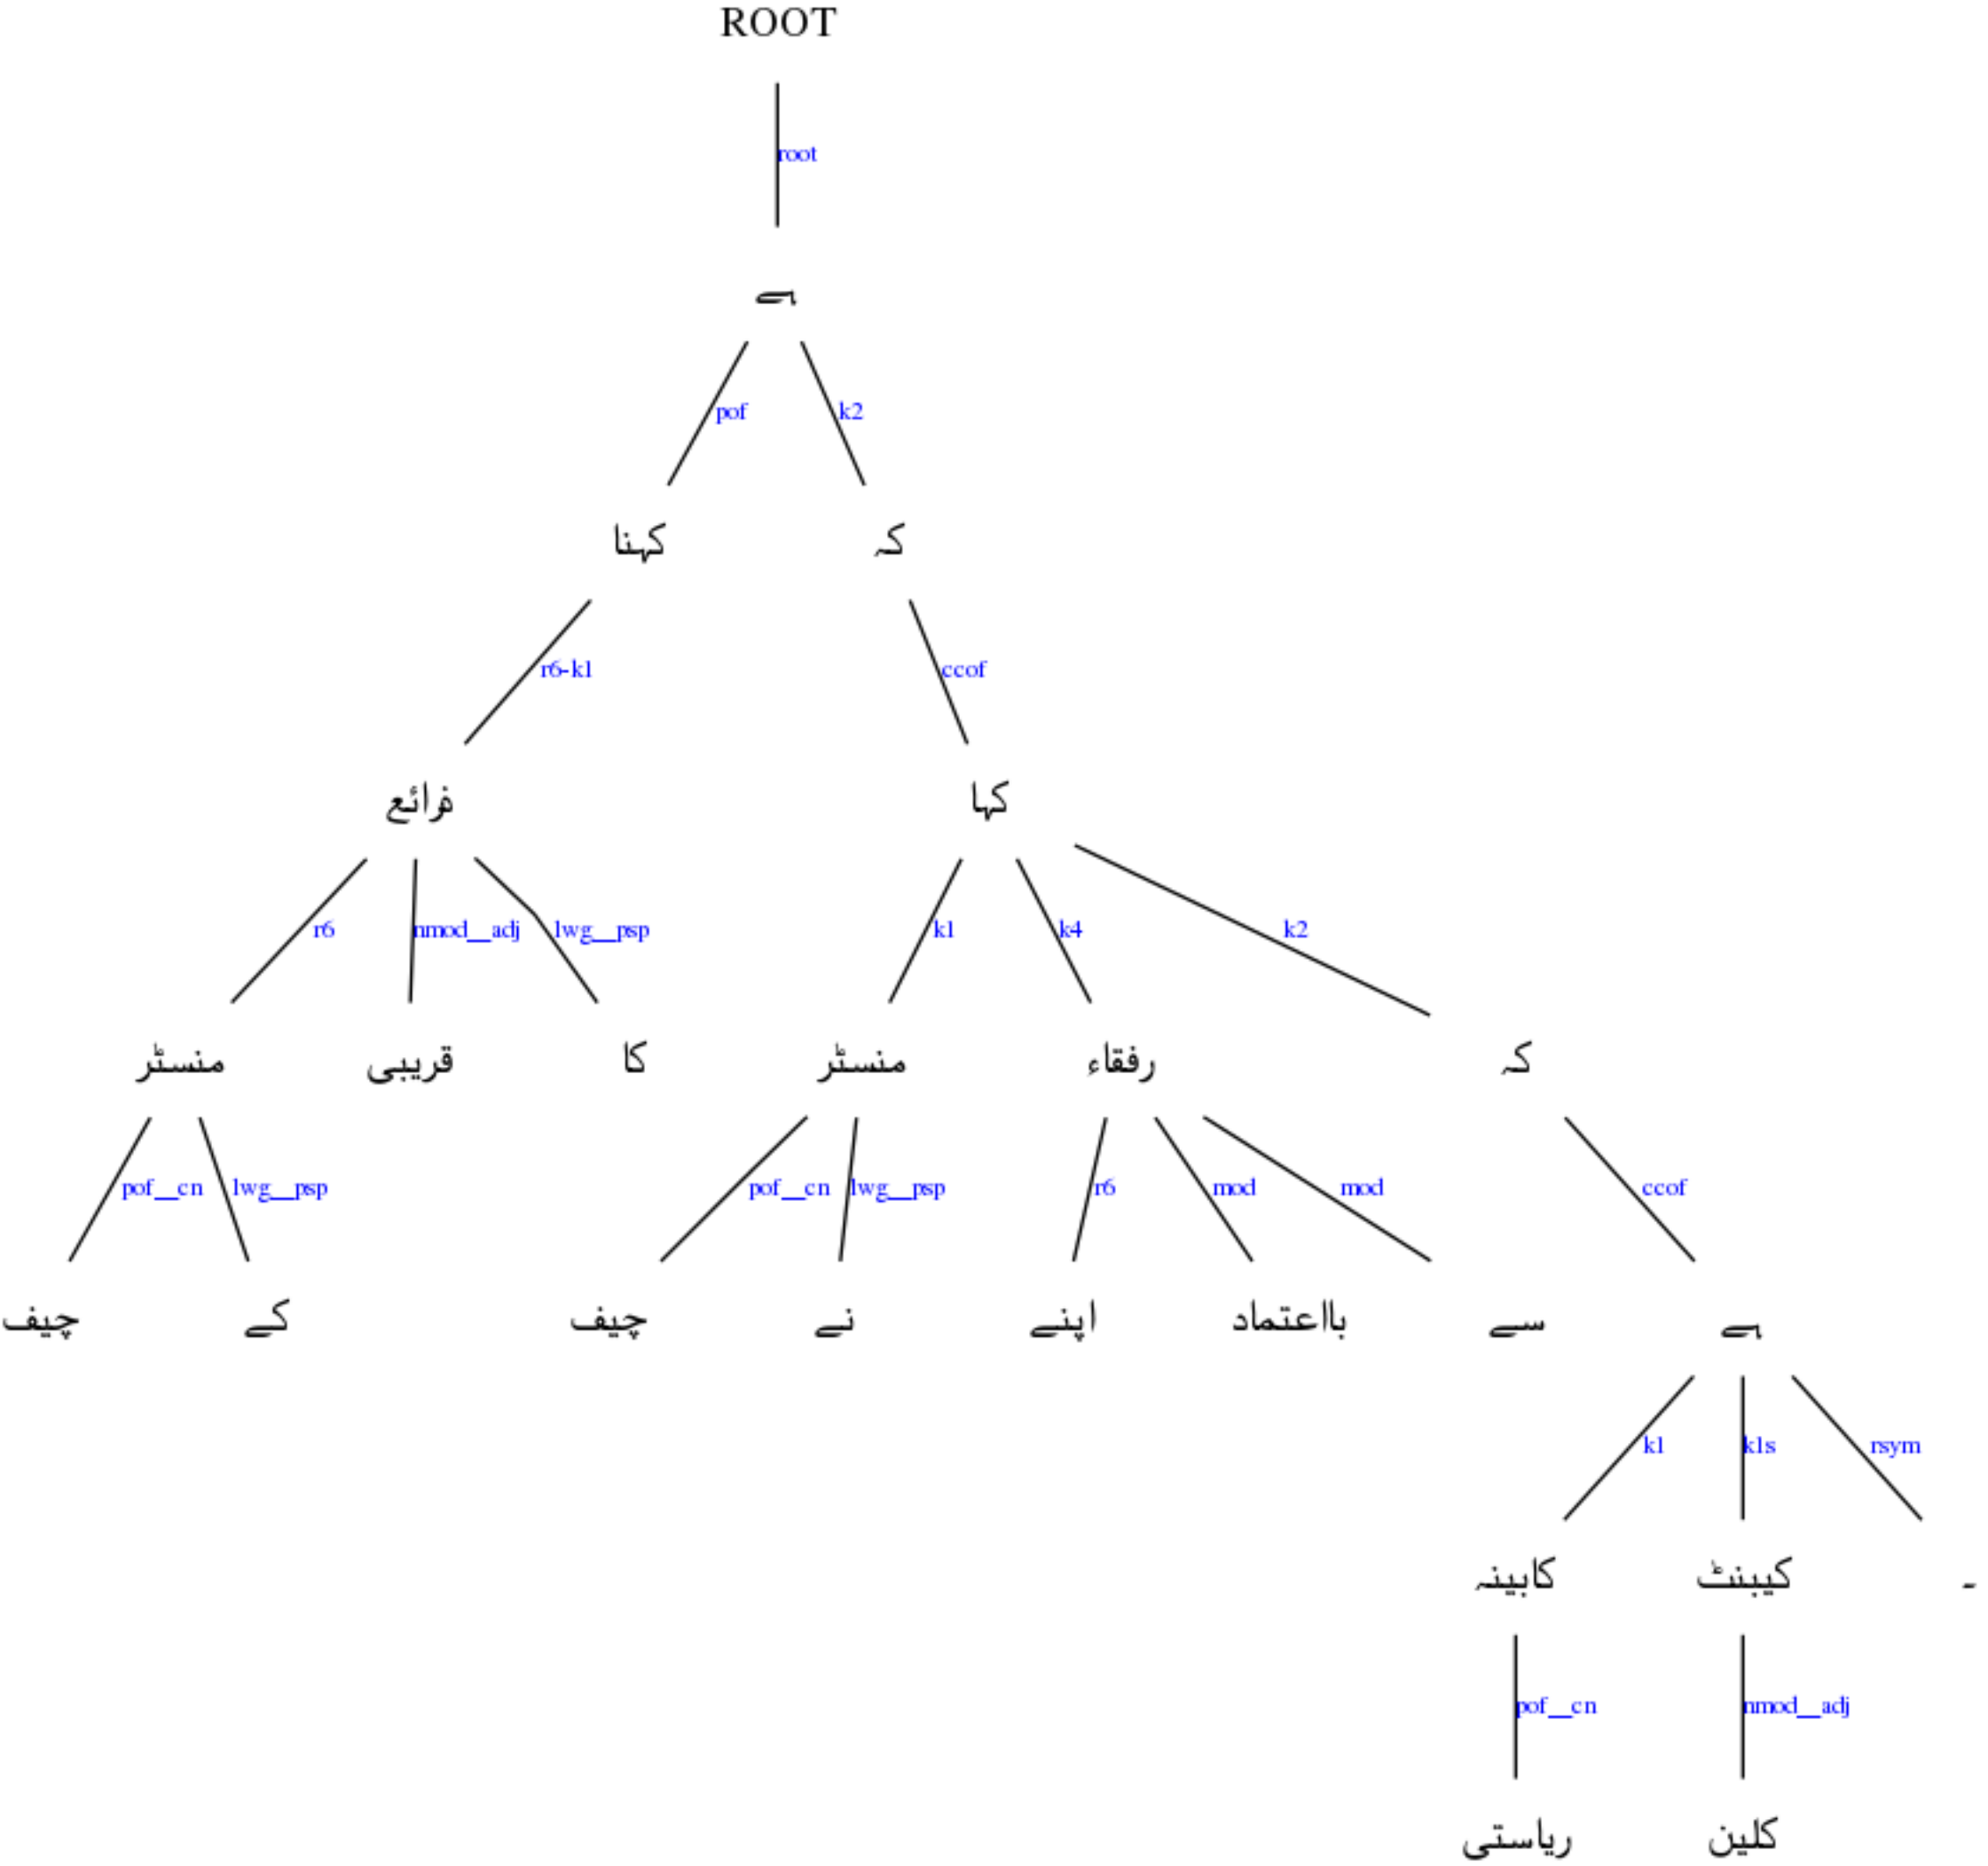 ROOT
root
ہے
pof k2
کہنا کہ
r6-k1 ccof
ذرائع کہا
r6 nmod__adj lwg__psp k1 k4 k2
منسٹر قریبی کا منسٹر رفقاء کہ
pof__cn lwg__psp pof__cn lwg__psp r6 mod mod ccof
چیف کے چیف نے اپنے بااعتماد سے ہے
k1 k1s rsym
کابینہ کیبنٹ ۔
pof__cn nmod__adj
ریاستی کلین